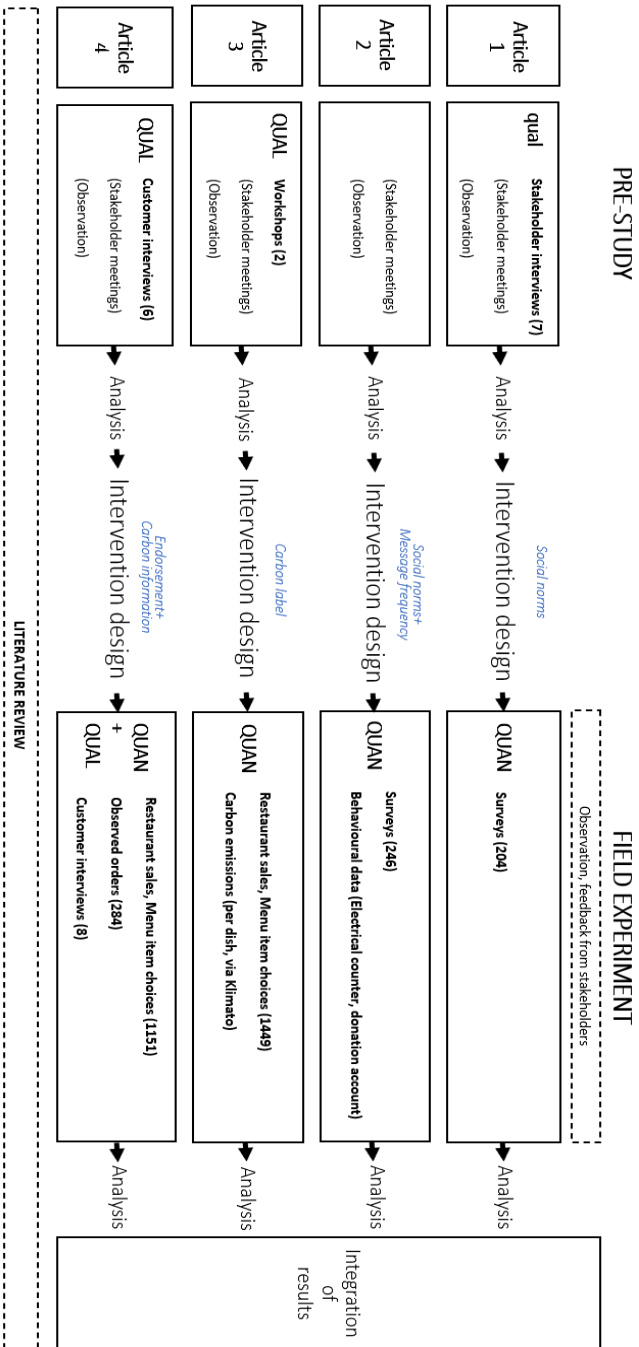 PRE-STUDY
FIELD EXPERIMENT
Observation, feedback from stakeholders
Article
1
qual
Stakeholder interviews (7)
(Stakeholder meetings)
(Observation)
Analysis
Social norms
Intervention design
QUAN
Surveys (204)
Analysis
Article
2
(Stakeholder meetings)
(Observation)
Analysis
Social norms+
Message frequency
Intervention design
QUAN
Surveys (246)
Behavioural data (Electrical counter, donation account)
Analysis
Article
3
QUAL
Workshops (2)
(Stakeholder meetings)
(Observation)
Analysis
Carbon label
Intervention design
QUAN
Restaurant sales, Menu item choices (1449)
Carbon emissions (per dish, via Klimato)
Analysis
Article
4
QUAL
Customer interviews (6)
(Stakeholder meetings)
(Observation)
Analysis
Endorsement+
Carbon information
Intervention design
QUAN
+
QUAL
Restaurant sales, Menu item choices (1151)
Observed orders (284)
Customer interviews (8)
Analysis
Integration
of
results
LITERATURE REVIEW